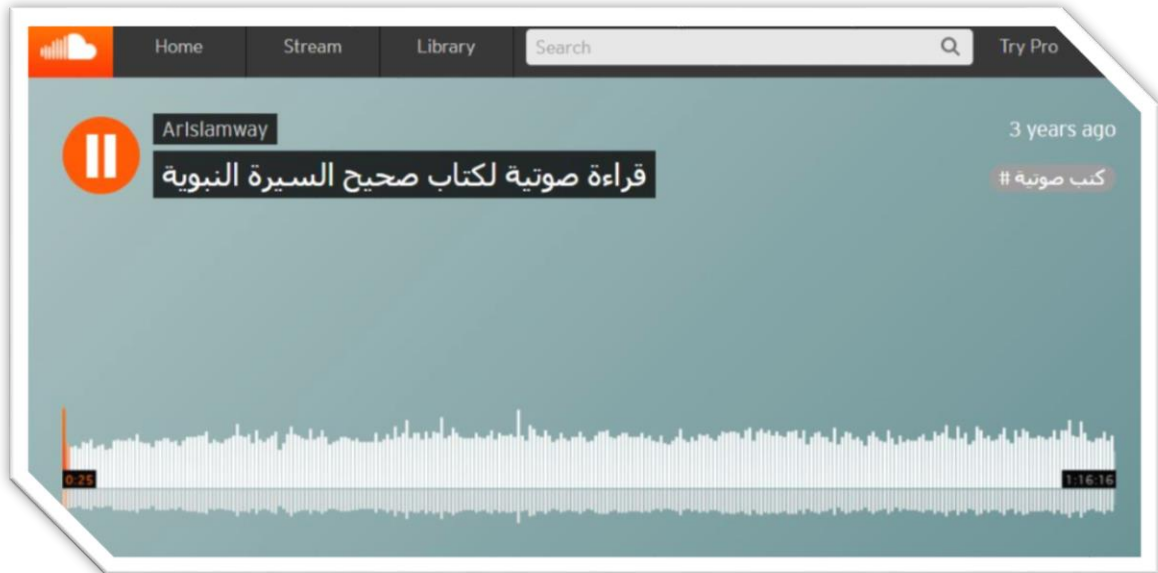 Home Stream Library Search Try Pro
ArIslamway 3 years ago
قراءة صوتية لكتاب صحيح السيرة النبوية
# كتب صوتية
0:25 1:16:16